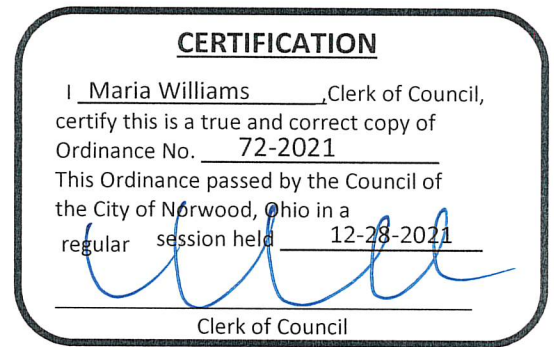 CERTIFICATION
I Maria Williams ,Clerk of Council,
certify this is a true and correct copy of
Ordinance No. 72-2021
This Ordinance passed by the Council of
the City of Norwood, Ohio in a
regular session held 12-28-2021
Clerk of Council